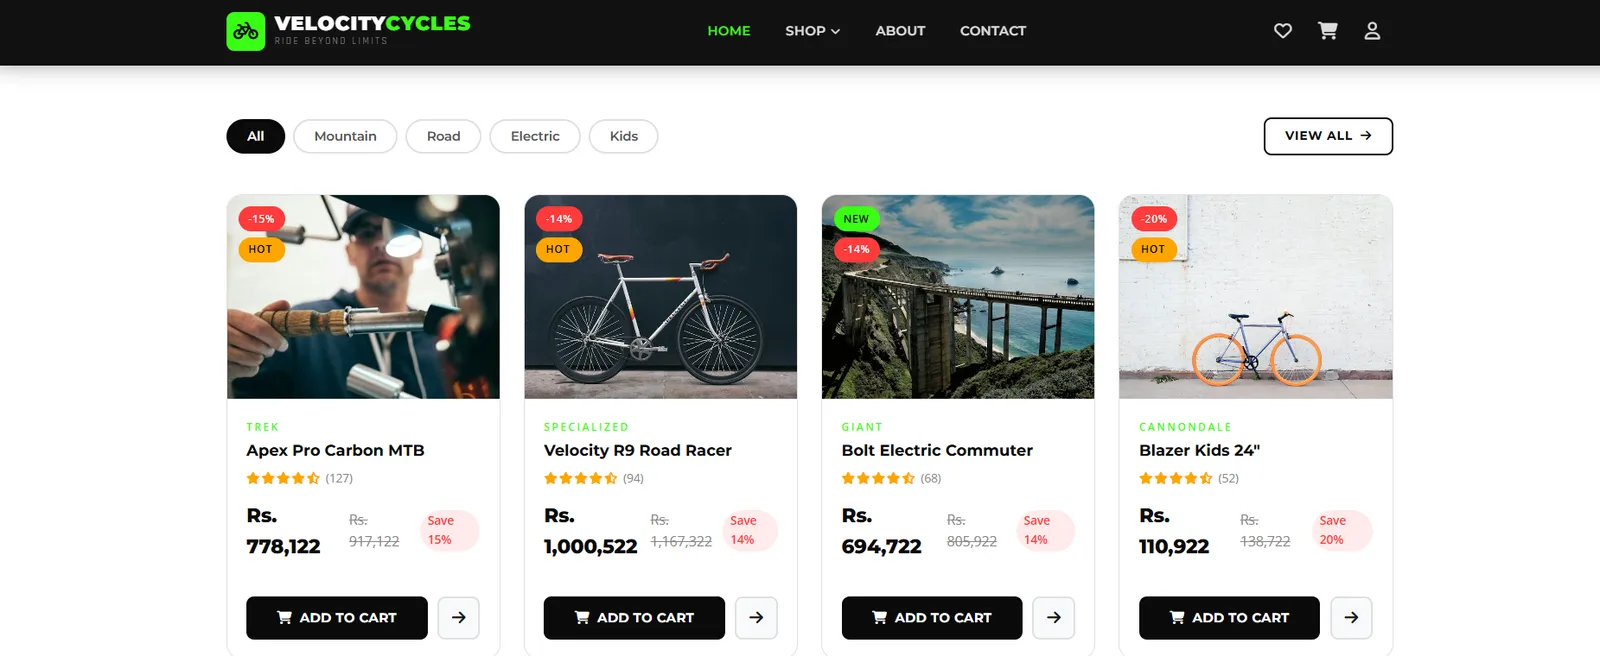 VELOCITYCYCLES
RIDE BEYOND LIMITS
HOME SHOP ABOUT CONTACT
All Mountain Road Electric Kids VIEW ALL
-15%
HOT
TREK
Apex Pro Carbon MTB
(127)
Rs. 778,122 Rs. 917,122 Save 15%
ADD TO CART
-14%
HOT
SPECIALIZED
Velocity R9 Road Racer
(94)
Rs. 1,000,522 Rs. 1,167,322 Save 14%
ADD TO CART
NEW
-14%
GIANT
Bolt Electric Commuter
(68)
Rs. 694,722 Rs. 805,922 Save 14%
ADD TO CART
-20%
HOT
CANNONDALE
Blazer Kids 24"
(52)
Rs. 110,922 Rs. 138,722 Save 20%
ADD TO CART